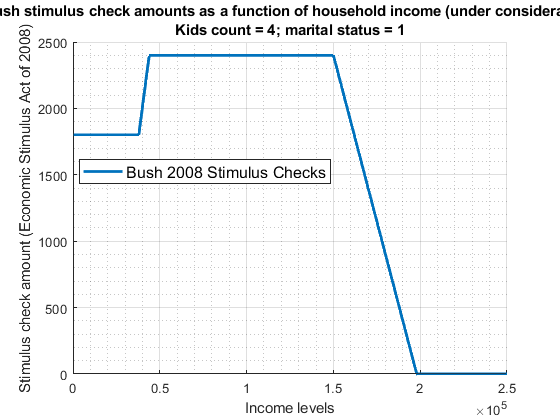 ush stimulus check amounts as a function of household income (under considera
Kids count = 4; marital status = 1
Stimulus check amount (Economic Stimulus Act of 2008)
2500
2000
1500
1000
500
0
Bush 2008 Stimulus Checks
0 0.5 1 1.5 2 2.5
×10⁵
Income levels